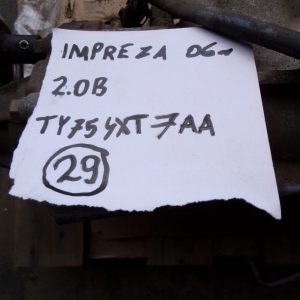 IMPREZA 06-
2.0B
TY754XT7AA
29